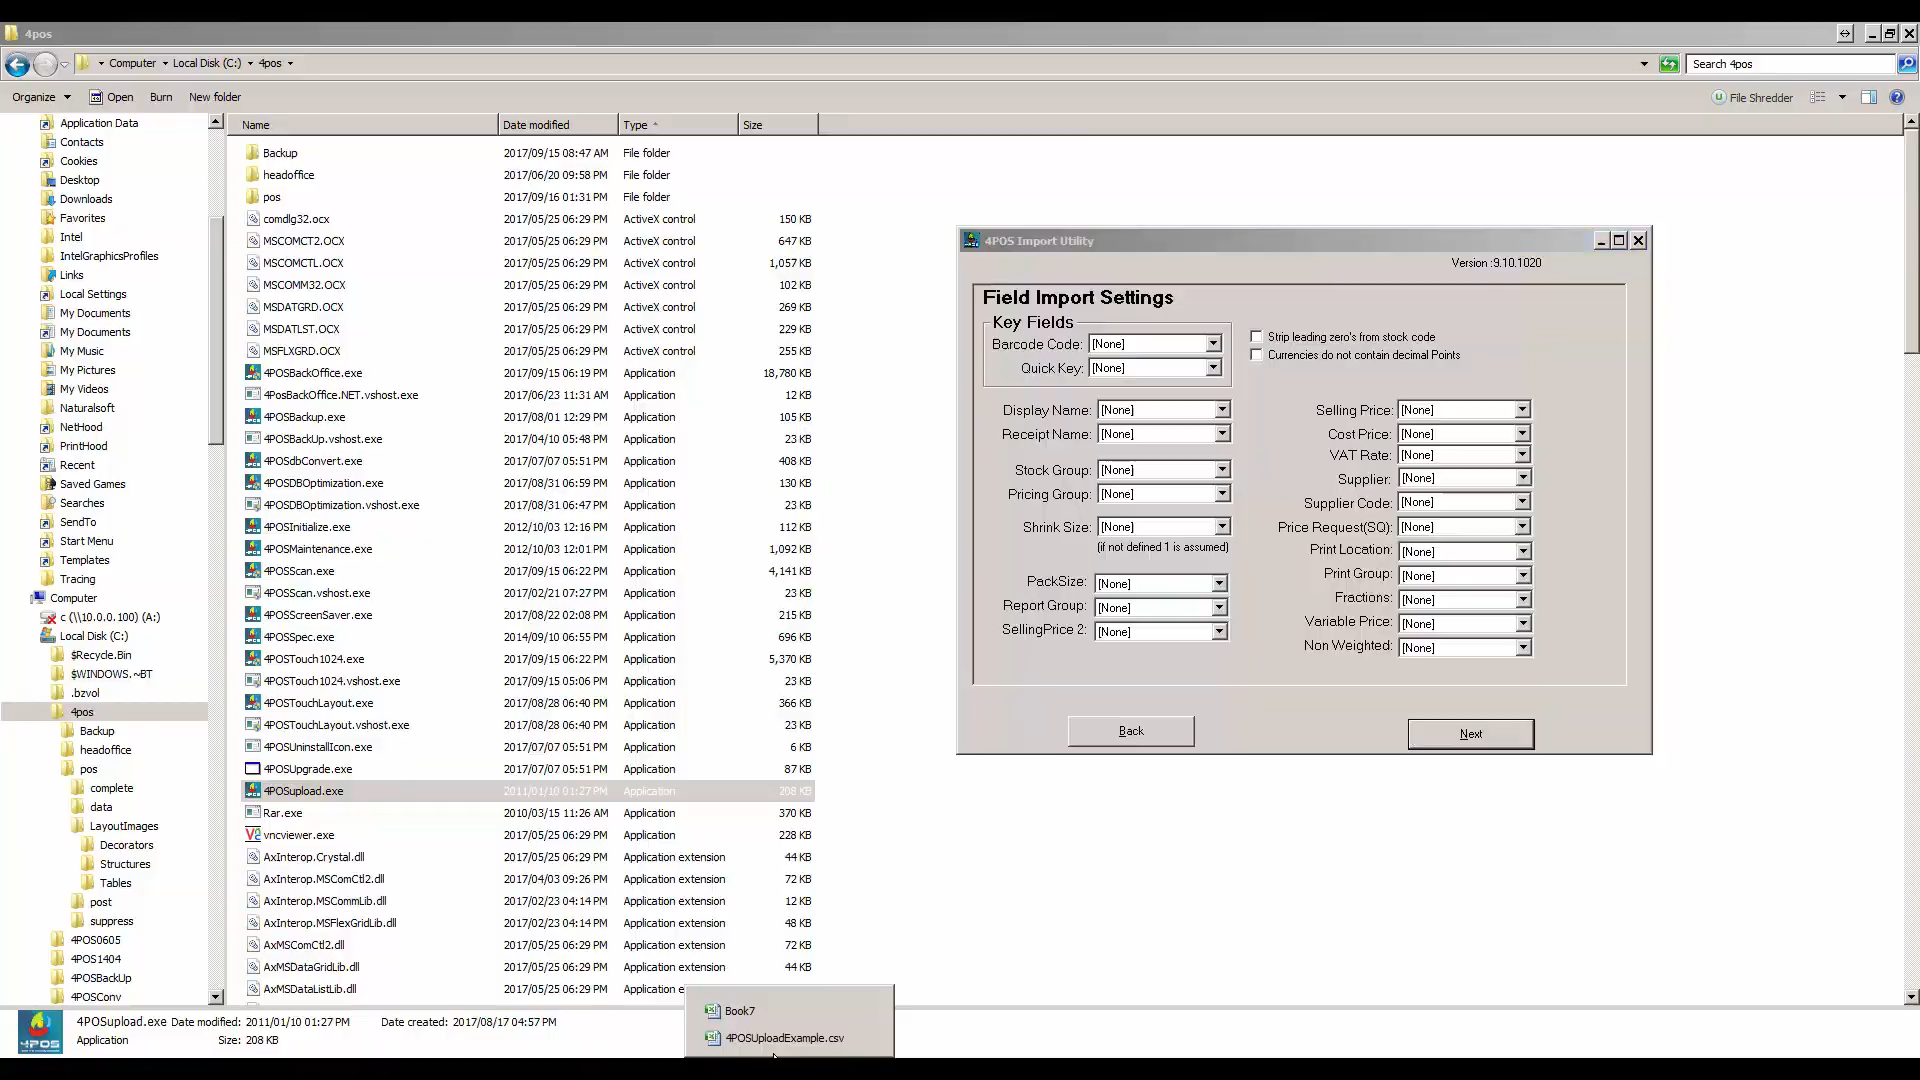 4pos
Computer Local Disk (C:) 4pos
Search 4pos
Organize Open Burn New folder
File Shredder
Application Data
Contacts
Cookies
Desktop
Downloads
Favorites
Intel
IntelGraphicsProfiles
Links
Local Settings
My Documents
My Documents
My Music
My Pictures
My Videos
Naturalsoft
NetHood
PrintHood
Recent
Saved Games
Searches
SendTo
Start Menu
Templates
Tracing
Computer
c (\\10.0.0.100) (A:)
Local Disk (C:)
$Recycle.Bin
$WINDOWS.~BT
.bzvol
4pos
Backup
headoffice
pos
complete
data
LayoutImages
Decorators
Structures
Tables
post
suppress
4POS0605
4POS1404
4POSBackUp
4POSConv
Name Date modified Type Size
Backup 2017/09/15 08:47 AM File folder
headoffice 2017/06/20 09:58 PM File folder
pos 2017/09/16 01:31 PM File folder
comdlg32.ocx 2017/05/25 06:29 PM ActiveX control 150 KB
MSCOMCT2.OCX 2017/05/25 06:29 PM ActiveX control 647 KB
MSCOMCTL.OCX 2017/05/25 06:29 PM ActiveX control 1,057 KB
MSCOMM32.OCX 2017/05/25 06:29 PM ActiveX control 102 KB
MSDATGRD.OCX 2017/05/25 06:29 PM ActiveX control 269 KB
MSDATLST.OCX 2017/05/25 06:29 PM ActiveX control 229 KB
MSFLXGRD.OCX 2017/05/25 06:29 PM ActiveX control 255 KB
4POSBackOffice.exe 2017/09/15 06:19 PM Application 18,780 KB
4PosBackOffice.NET.vshost.exe 2017/06/23 11:31 AM Application 12 KB
4POSBackup.exe 2017/08/01 12:29 PM Application 105 KB
4POSBackUp.vshost.exe 2017/04/10 05:48 PM Application 23 KB
4POSdbConvert.exe 2017/07/07 05:51 PM Application 408 KB
4POSDBOptimization.exe 2017/08/31 06:59 PM Application 130 KB
4POSDBOptimization.vshost.exe 2017/08/31 06:47 PM Application 23 KB
4POSInitialize.exe 2012/10/03 12:16 PM Application 112 KB
4POSMaintenance.exe 2012/10/03 12:01 PM Application 1,092 KB
4POSScan.exe 2017/09/15 06:22 PM Application 4,141 KB
4POSScan.vshost.exe 2017/02/21 07:27 PM Application 23 KB
4POSScreenSaver.exe 2017/08/22 02:08 PM Application 215 KB
4POSSpec.exe 2014/09/10 06:55 PM Application 696 KB
4POSTouch1024.exe 2017/09/15 06:22 PM Application 5,370 KB
4POSTouch1024.vshost.exe 2017/09/15 05:06 PM Application 23 KB
4POSTouchLayout.exe 2017/08/28 06:40 PM Application 366 KB
4POSTouchLayout.vshost.exe 2017/08/28 06:40 PM Application 23 KB
4POSUninstallIcon.exe 2017/07/07 05:51 PM Application 6 KB
4POSUpgrade.exe 2017/07/07 05:51 PM Application 87 KB
4POSupload.exe 2011/01/10 01:27 PM Application 208 KB
Rar.exe 2010/03/15 11:26 AM Application 370 KB
vncviewer.exe 2017/05/25 06:29 PM Application 228 KB
AxInterop.Crystal.dll 2017/05/25 06:29 PM Application extension 44 KB
AxInterop.MSComCtl2.dll 2017/04/03 09:26 PM Application extension 72 KB
AxInterop.MSCommLib.dll 2017/02/23 04:14 PM Application extension 12 KB
AxInterop.MSFlexGridLib.dll 2017/02/23 04:14 PM Application extension 48 KB
AxMSComCtl2.dll 2017/05/25 06:29 PM Application extension 72 KB
AxMSDataGridLib.dll 2017/05/25 06:29 PM Application extension 44 KB
AxMSDataListLib.dll 2017/05/25 06:29 PM Application e
4POS Import Utility
Version :9.10.1020
Field Import Settings
Key Fields
Barcode Code: [None]
Quick Key: [None]
Strip leading zero's from stock code
Currencies do not contain decimal Points
Display Name: [None]
Receipt Name: [None]
Stock Group: [None]
Pricing Group: [None]
Shrink Size: [None]
(if not defined 1 is assumed)
PackSize: [None]
Report Group: [None]
SellingPrice 2: [None]
Selling Price: [None]
Cost Price: [None]
VAT Rate: [None]
Supplier: [None]
Supplier Code: [None]
Price Request(SQ): [None]
Print Location: [None]
Print Group: [None]
Fractions: [None]
Variable Price: [None]
Non Weighted: [None]
Back
Next
Book7
4POSUploadExample.csv
4POS
4POSupload.exe Date modified: 2011/01/10 01:27 PM Date created: 2017/08/17 04:57 PM
Application Size: 208 KB